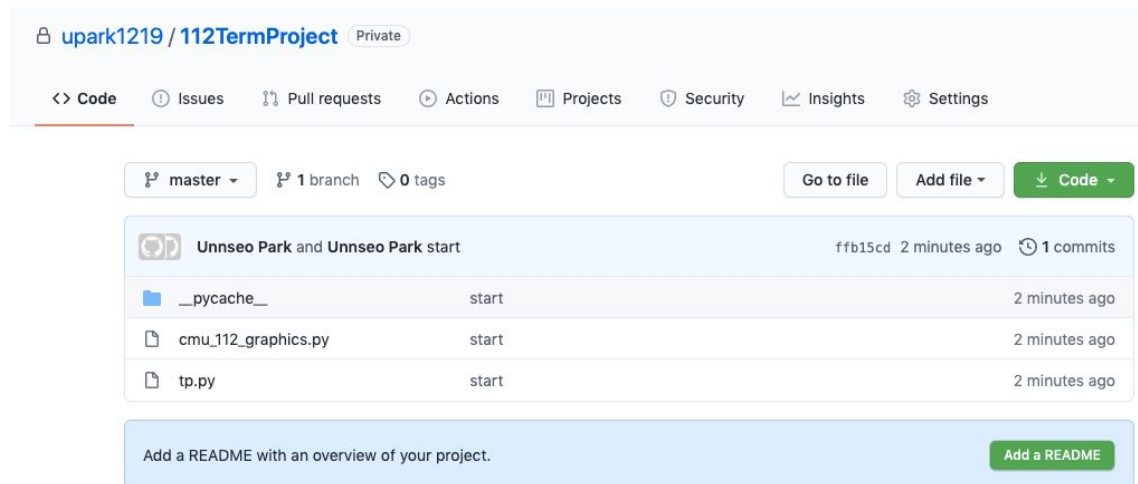 upark1219 / 112TermProject Private
<> Code Issues Pull requests Actions Projects Security Insights Settings
master 1 branch 0 tags Go to file Add file Code
Unnseo Park and Unnseo Park start ffb15cd 2 minutes ago 1 commits
__pycache__ start 2 minutes ago
cmu_112_graphics.py start 2 minutes ago
tp.py start 2 minutes ago
Add a README with an overview of your project. Add a README